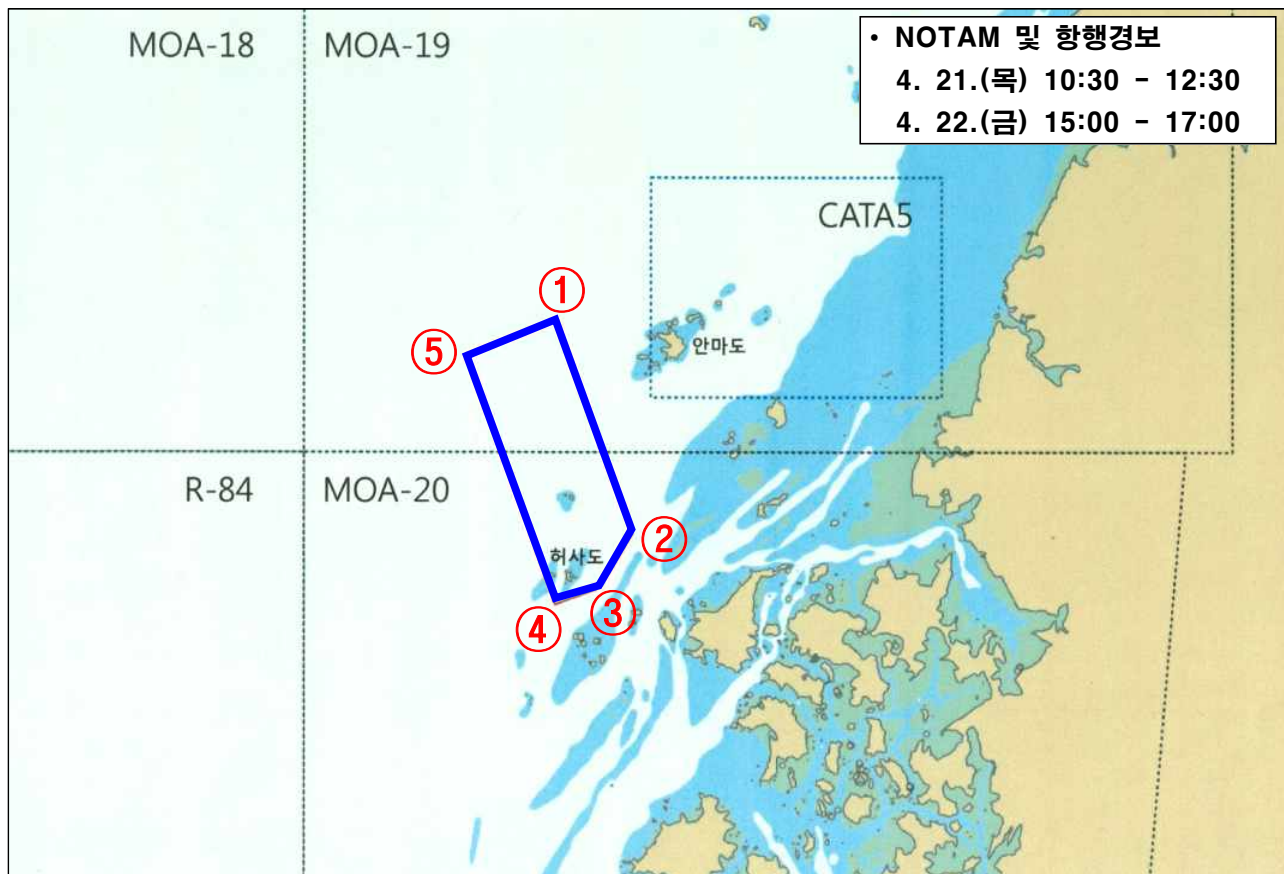 MOA-18
MOA-19
• NOTAM 및 항행경보
4. 21.(목) 10:30 - 12:30
4. 22.(금) 15:00 - 17:00
CATA5
①
⑤
안마도
R-84
MOA-20
②
허사도
③
④